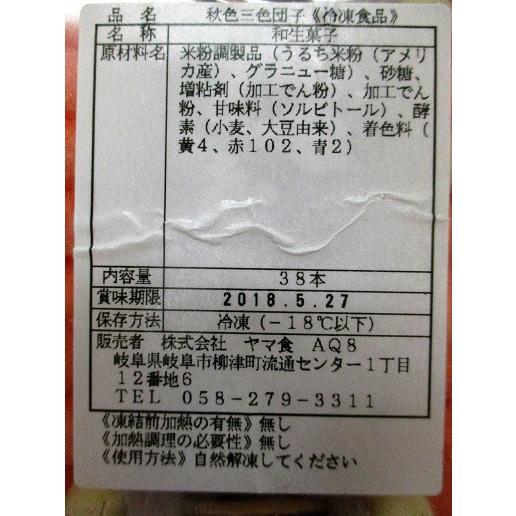 品名 秋色三色団子《冷凍食品》
名称 和生菓子
原材料名 米粉調製品（うるち米粉（アメリ
カ産）、グラニュー糖）、砂糖、
増粘剤（加工でん粉）、加工でん
粉、甘味料（ソルビトール）、酵
素（小麦、大豆由来）、着色料（
黄４、赤１０２、青２）
内容量 ３８本
賞味期限 2018.5.27
保存方法 冷凍（－１８℃以下）
販売者 株式会社 ヤマ食 ＡＱ８
岐阜県岐阜市柳津町流通センター１丁目
１２番地６
ＴＥＬ ０５８－２７９－３３１１
《凍結前加熱の有無》無し
《加熱調理の必要性》無し
《使用方法》自然解凍してください